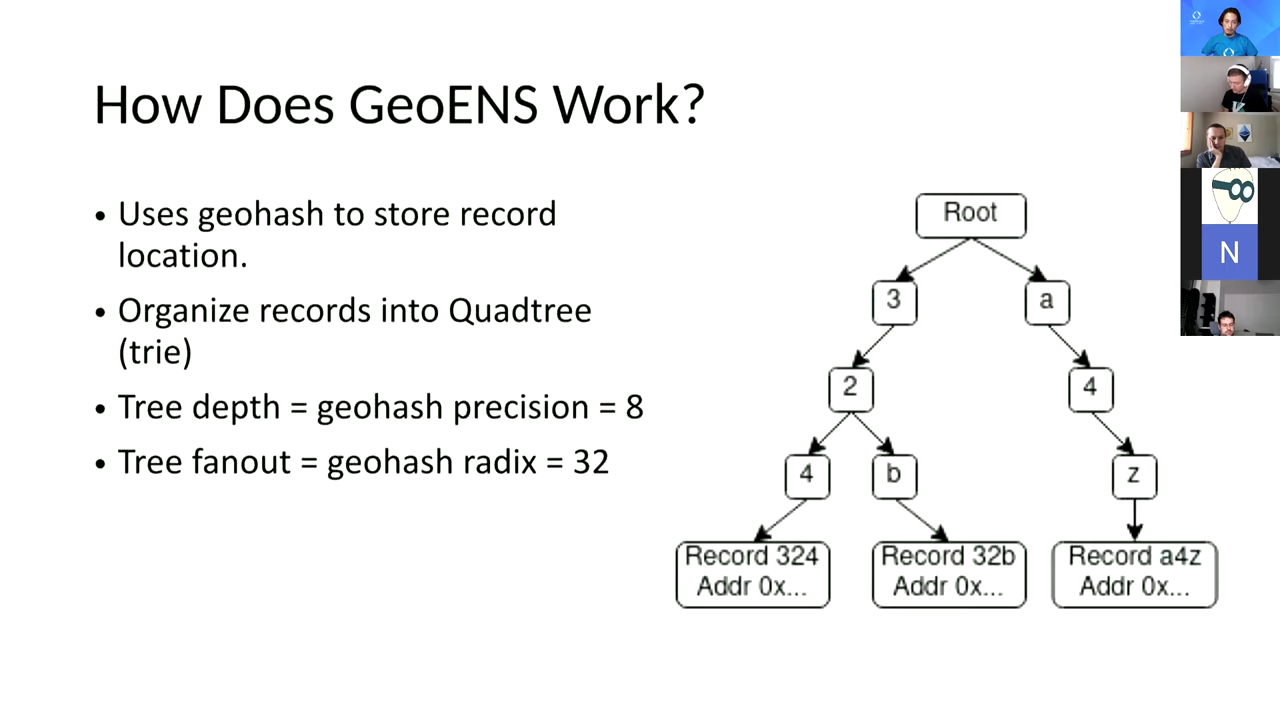 How Does GeoENS Work?
• Uses geohash to store record
location.
• Organize records into Quadtree
(trie)
• Tree depth = geohash precision = 8
• Tree fanout = geohash radix = 32
Root
3
a
2
4
4
b
z
Record 324
Addr 0x...
Record 32b
Addr 0x...
Record a4z
Addr 0x...
N